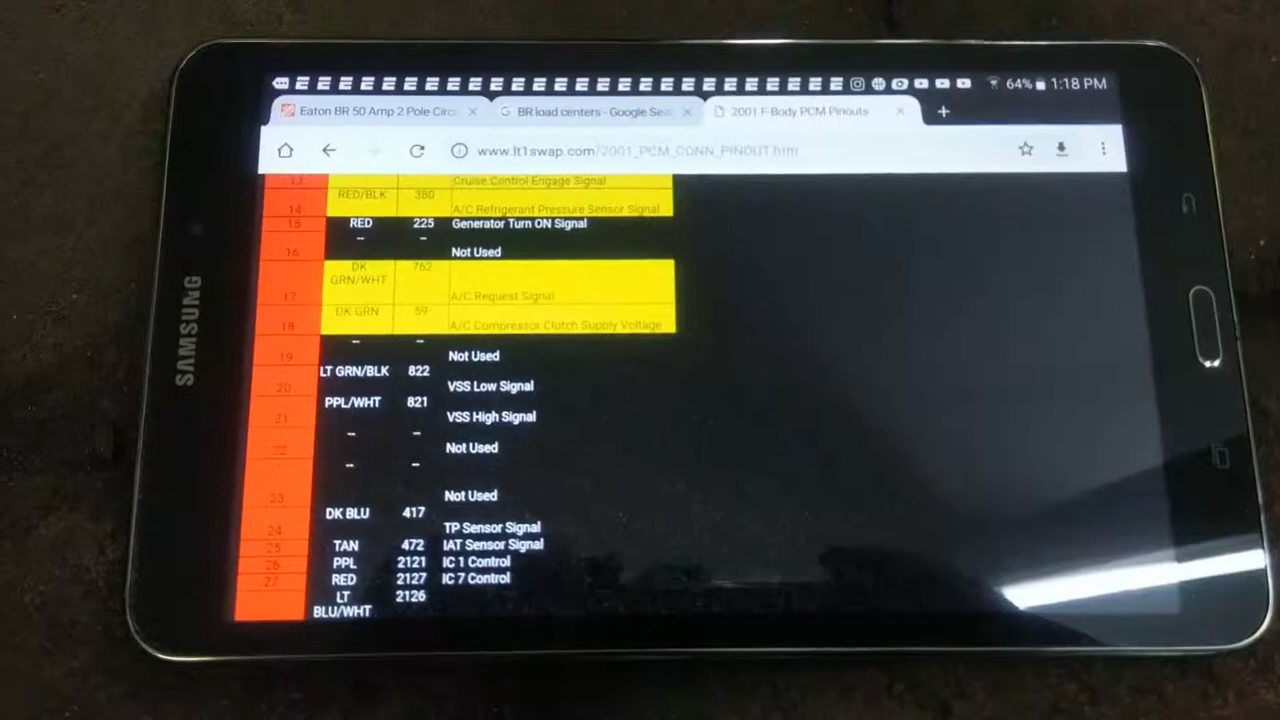 64% 1:18 PM
Eaton BR 50 Amp 2 Pole Circ
BR load centers - Google Sea
2001 F-Body PCM Pinouts
www.lt1swap.com/2001_PCM_CONN_PINOUT.htm
13 Cruise Control Engage Signal
RED/BLK 380
14 A/C Refrigerant Pressure Sensor Signal
15 RED 225 Generator Turn ON Signal
-- --
16 Not Used
DK 762
GRN/WHT
17 A/C Request Signal
DK GRN 59
18 A/C Compressor Clutch Supply Voltage
-- --
19 Not Used
LT GRN/BLK 822
20 VSS Low Signal
PPL/WHT 821
21 VSS High Signal
-- --
22 Not Used
-- --
23 Not Used
DK BLU 417
24 TP Sensor Signal
25 TAN 472 IAT Sensor Signal
26 PPL 2121 IC 1 Control
27 RED 2127 IC 7 Control
LT 2126
BLU/WHT
SAMSUNG